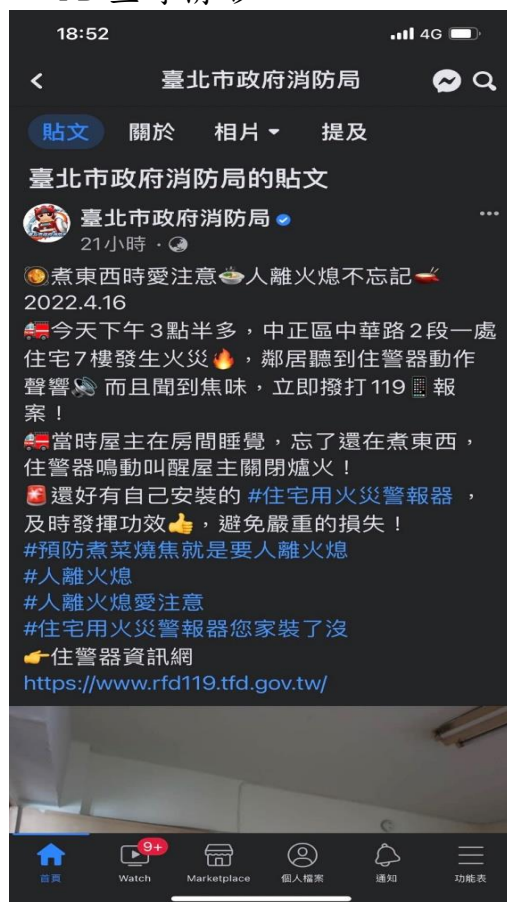 18:52
4G
臺北市政府消防局
貼文 關於 相片 提及
臺北市政府消防局的貼文
臺北市政府消防局
21小時 ·
🥘煮東西時愛注意🍲人離火熄不忘記🍳
2022.4.16
🚒今天下午3點半多,中正區中華路2段一處
住宅7樓發生火災🔥,鄰居聽到住警器動作
聲響🔊 而且聞到焦味,立即撥打119📱報
案!
🚒當時屋主在房間睡覺,忘了還在煮東西,
住警器鳴動叫醒屋主關閉爐火!
🚨還好有自己安裝的 #住宅用火災警報器 ,
及時發揮功效👍,避免嚴重的損失!
#預防煮菜燒焦就是要人離火熄
#人離火熄
#人離火熄愛注意
#住宅用火災警報器您家裝了沒
👉住警器資訊網
https://www.rfd119.tfd.gov.tw/
9+
首頁 Watch Marketplace 個人檔案 通知 功能表